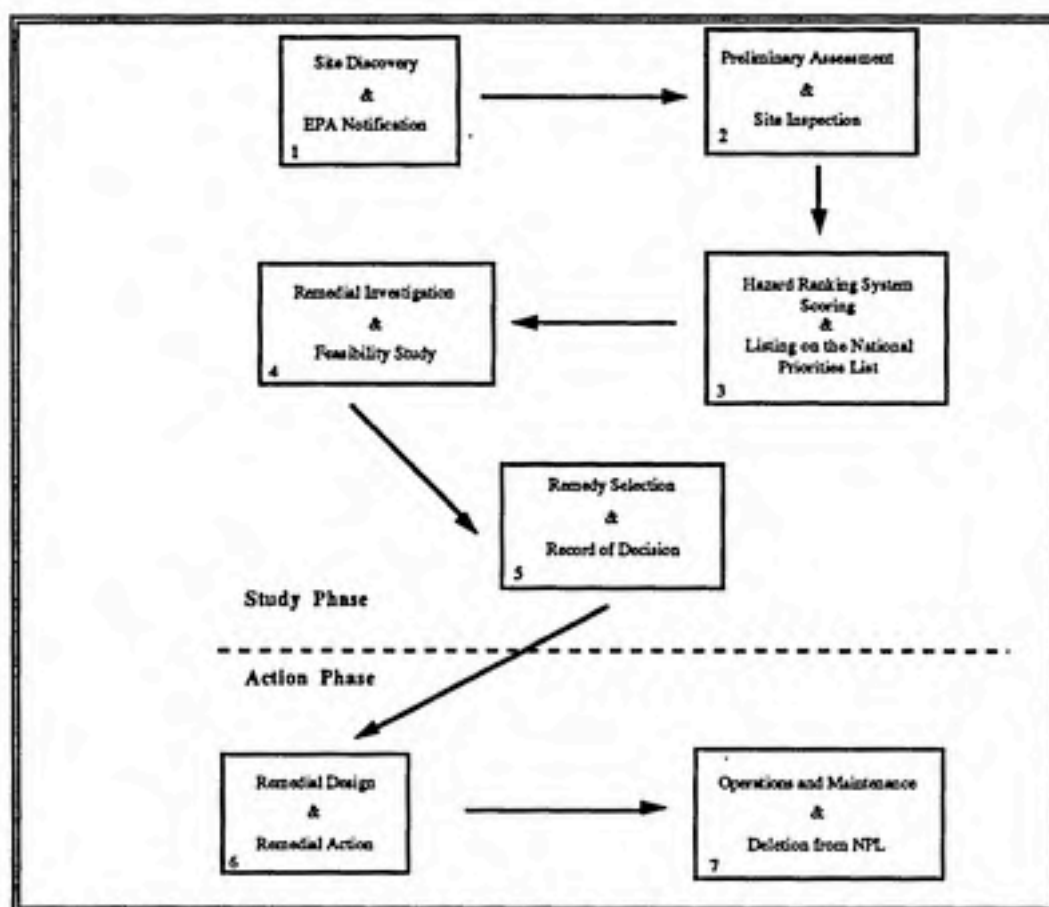 Site Discovery
&
EPA Notification
1
Preliminary Assessment
&
Site Inspection
2
Hazard Ranking System
Scoring
&
Listing on the National
Priorities List
3
Remedial Investigation
&
Feasibility Study
4
Remedy Selection
&
Record of Decision
5
Study Phase
Action Phase
Remedial Design
&
Remedial Action
6
Operations and Maintenance
&
Deletion from NPL
7